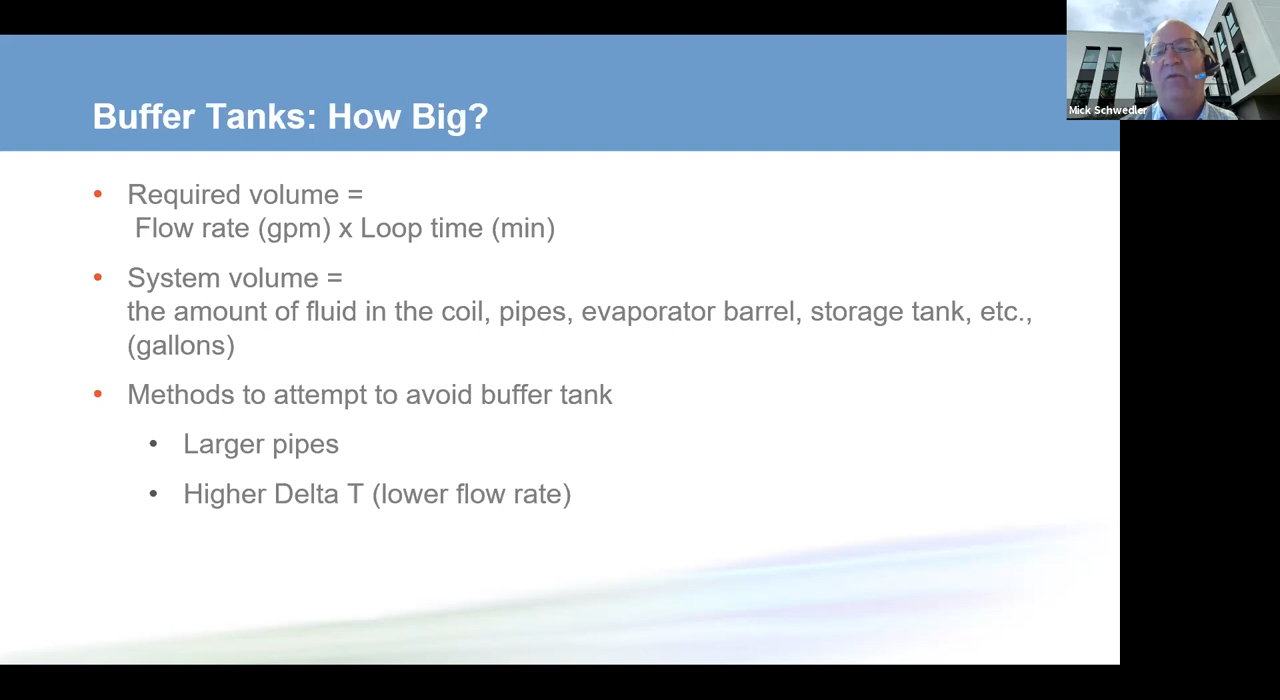 Buffer Tanks: How Big?
Mick Schwedler
• Required volume =
Flow rate (gpm) x Loop time (min)
• System volume =
the amount of fluid in the coil, pipes, evaporator barrel, storage tank, etc.,
(gallons)
• Methods to attempt to avoid buffer tank
• Larger pipes
• Higher Delta T (lower flow rate)